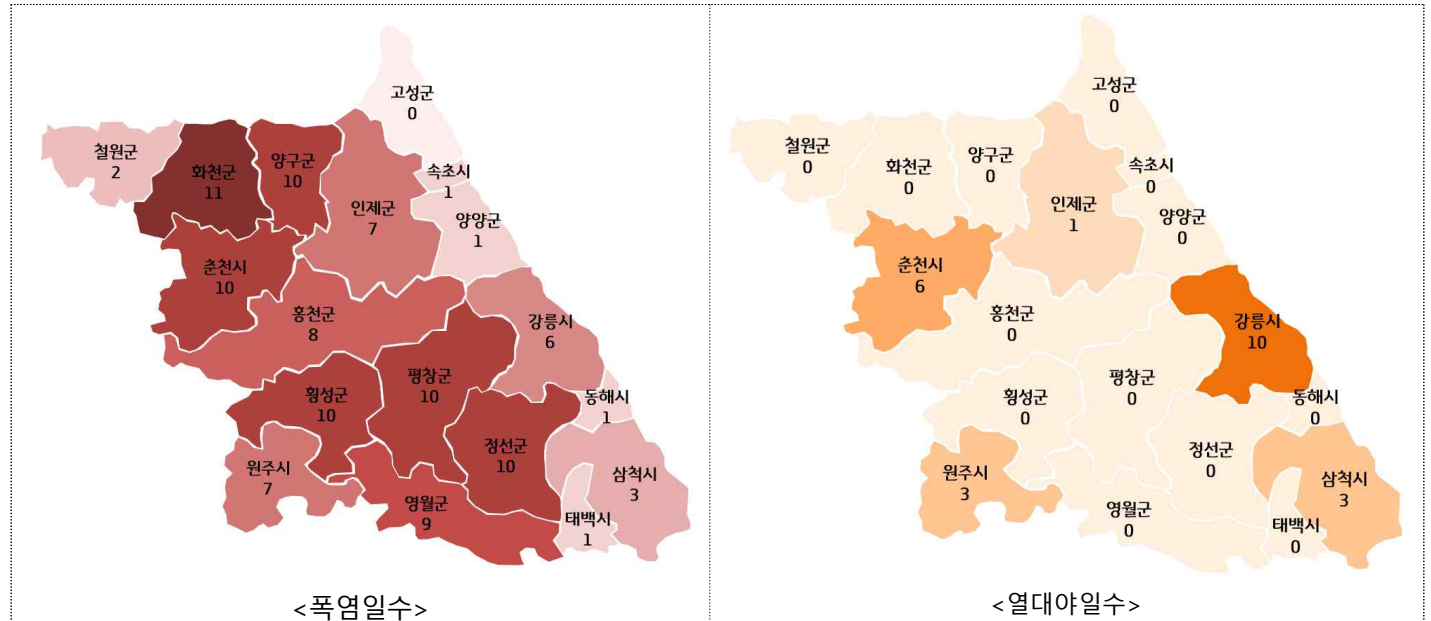 고성군
0
철원군
2
화천군
11
양구군
10
속초시
1
인제군
7
양양군
1
춘천시
10
홍천군
8
강릉시
6
평창군
10
횡성군
10
동해시
1
정선군
10
원주시
7
삼척시
3
영월군
9
태백시
1
<폭염일수>
고성군
0
철원군
0
화천군
0
양구군
0
속초시
0
인제군
1
양양군
0
춘천시
6
홍천군
0
강릉시
10
평창군
0
횡성군
0
동해시
0
정선군
0
원주시
3
삼척시
3
영월군
0
태백시
0
<열대야일수>